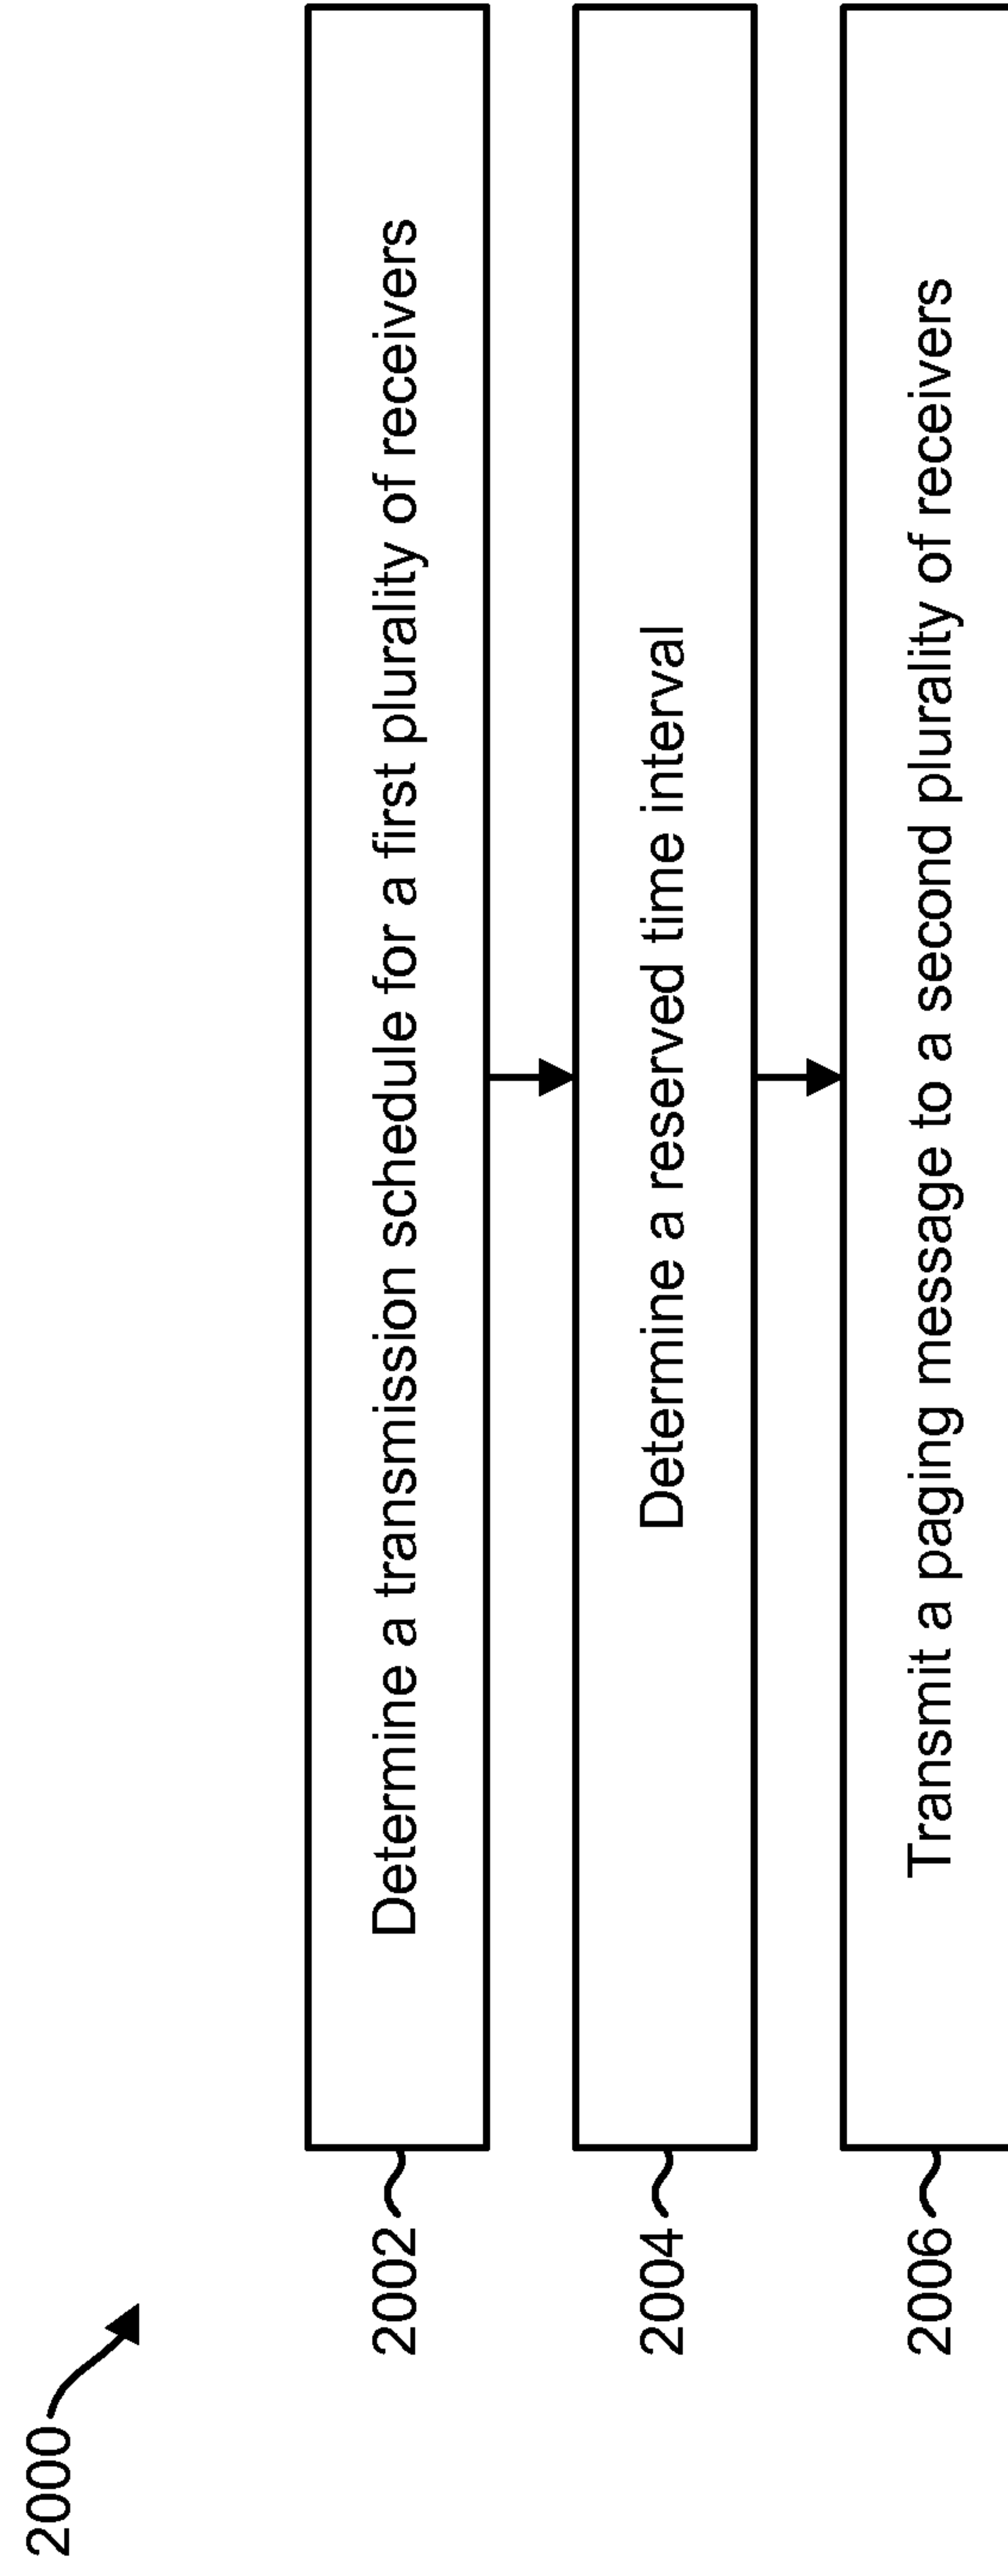 2000
2002
Determine a transmission schedule for a first plurality of receivers
2004
Determine a reserved time interval
2006
Transmit a paging message to a second plurality of receivers